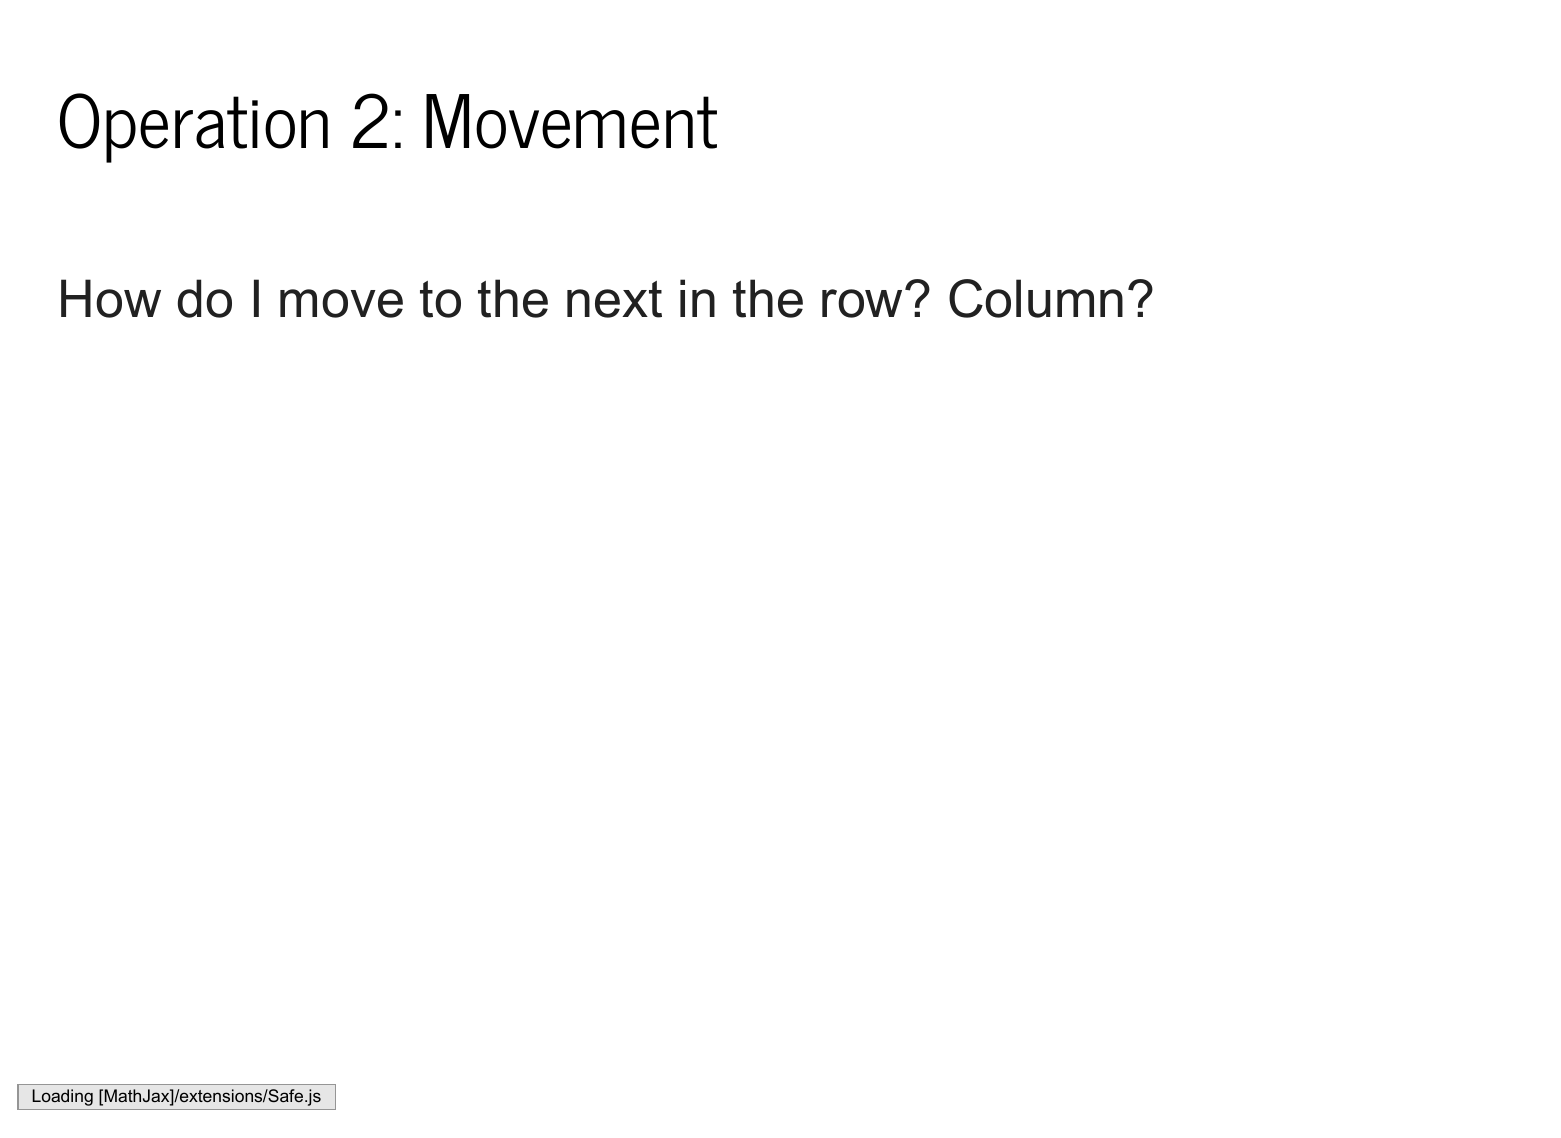 Operation 2: Movement
How do I move to the next in the row? Column?
Loading [MathJax]/extensions/Safe.js